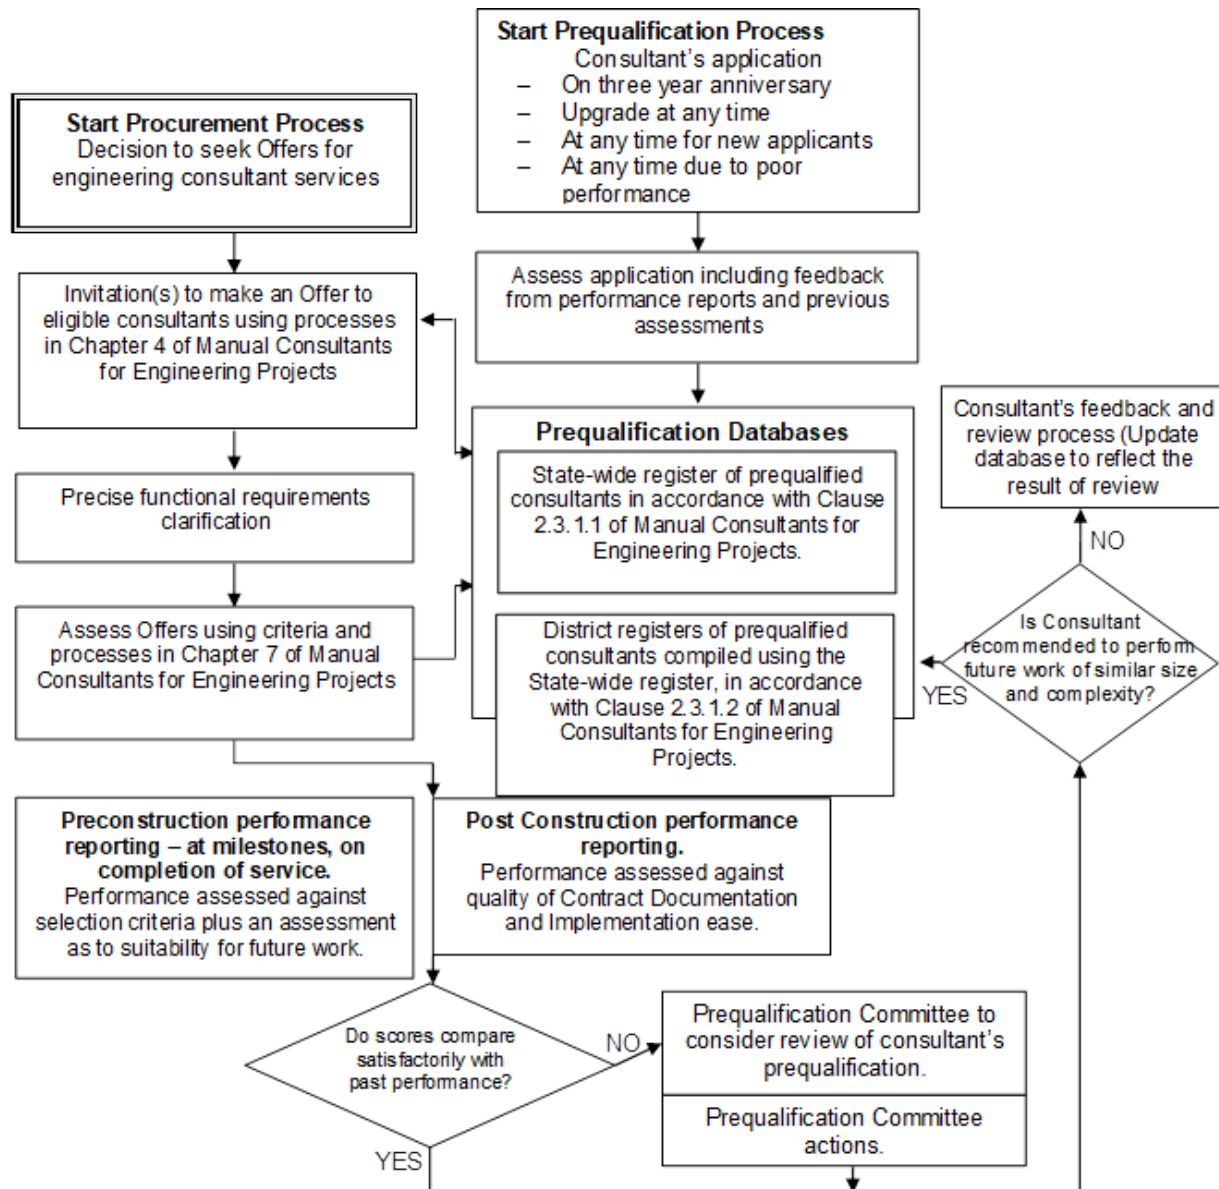 Start Prequalification Process
Consultant's application
– On three year anniversary
– Upgrade at any time
– At any time for new applicants
– At any time due to poor
performance
Start Procurement Process
Decision to seek Offers for
engineering consultant services
Invitation(s) to make an Offer to
eligible consultants using processes
in Chapter 4 of Manual Consultants
for Engineering Projects
Assess application including feedback
from performance reports and previous
assessments
Precise functional requirements
clarification
Prequalification Databases
State-wide register of prequalified
consultants in accordance with Clause
2.3.1.1 of Manual Consultants for
Engineering Projects.
Consultant's feedback and
review process (Update
database to reflect the
result of review
NO
Assess Offers using criteria and
processes in Chapter 7 of Manual
Consultants for Engineering Projects
District registers of prequalified
consultants compiled using the
State-wide register, in accordance
with Clause 2.3.1.2 of Manual
Consultants for Engineering
Projects.
Is Consultant
recommended to perform
future work of similar size
and complexity?
YES
Preconstruction performance
reporting – at milestones, on
completion of service.
Performance assessed against
selection criteria plus an assessment
as to suitability for future work.
Post Construction performance
reporting.
Performance assessed against
quality of Contract Documentation
and Implementation ease.
Do scores compare
satisfactorily with
past performance?
NO
Prequalification Committee to
consider review of consultant's
prequalification.
Prequalification Committee
actions.
YES